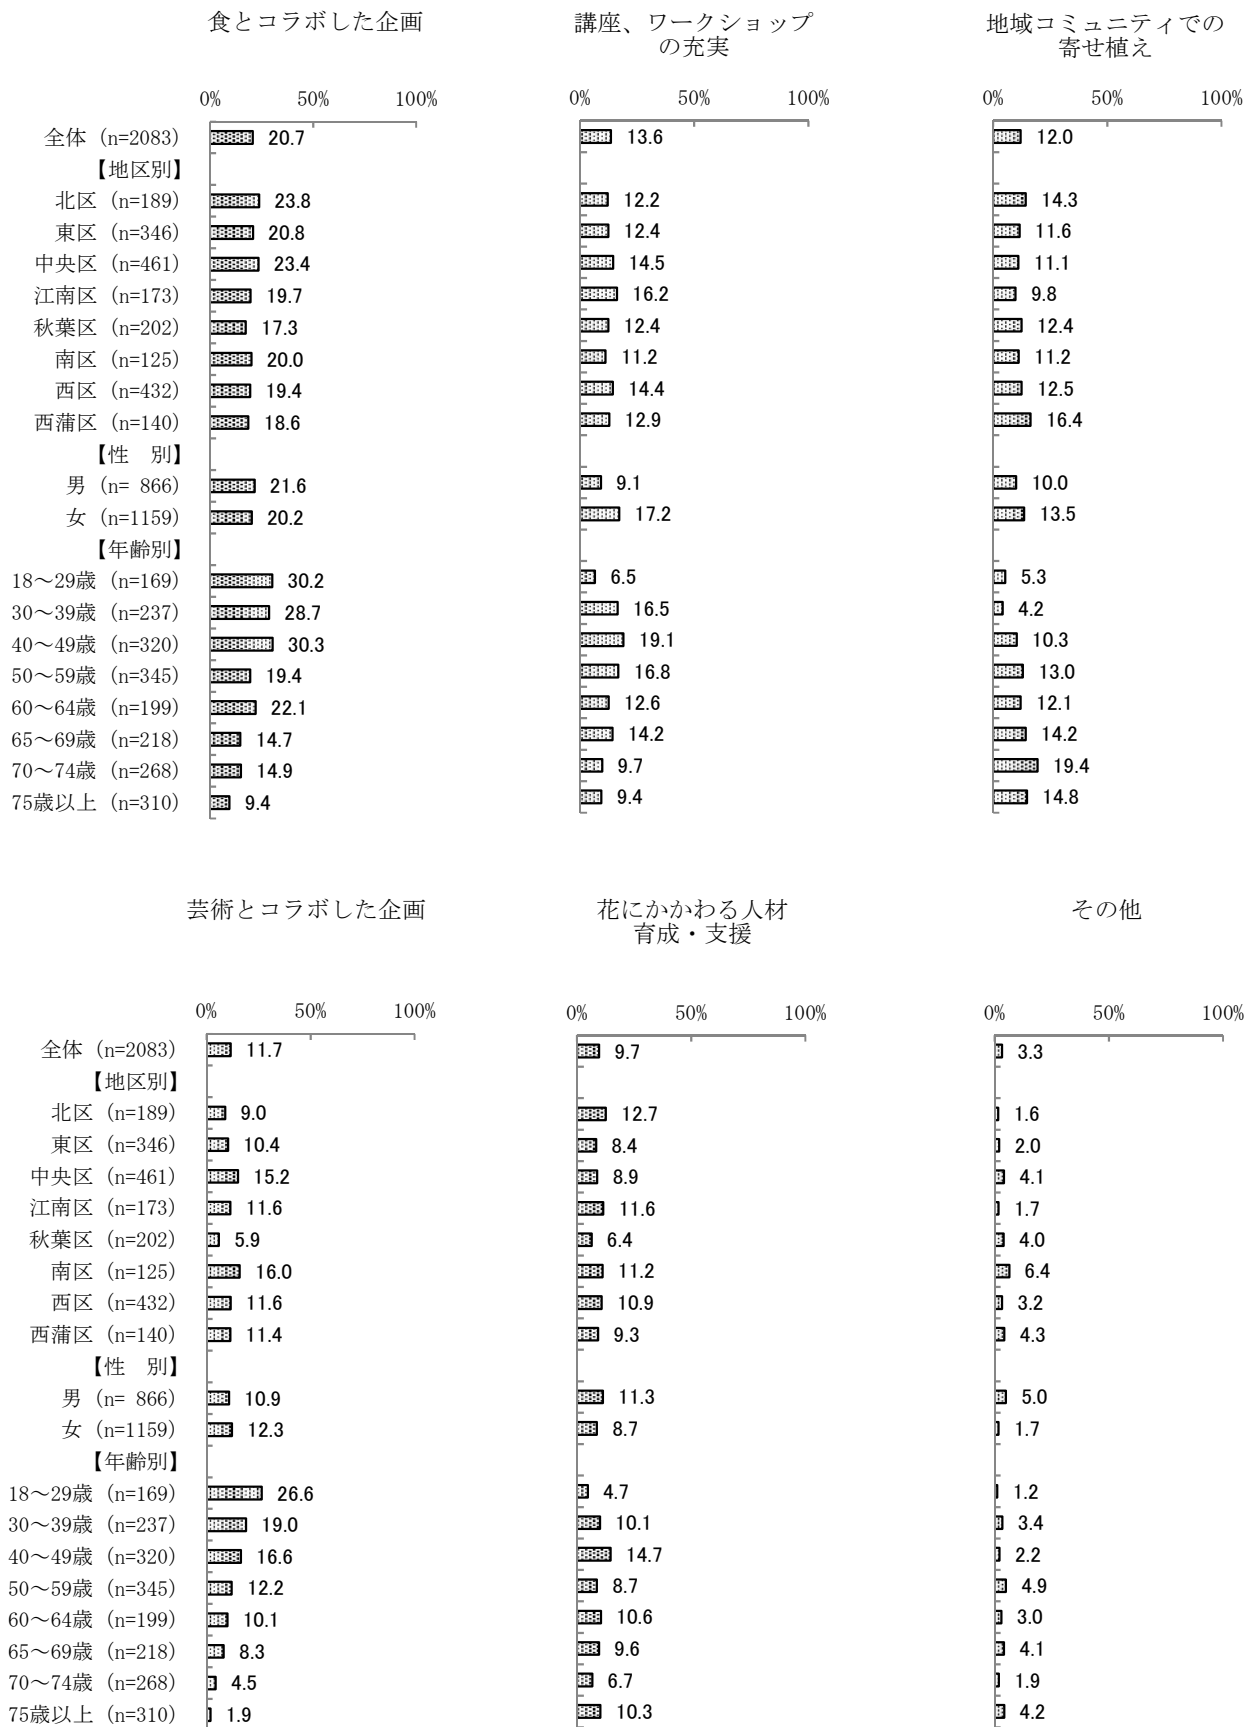 食とコラボした企画
講座、ワークショップ
の充実
地域コミュニティでの
寄せ植え
0% 50% 100% 0% 50% 100% 0% 50% 100%
全体 (n=2083) 20.7 13.6 12.0
【地区別】
北区 (n=189) 23.8 12.2 14.3
東区 (n=346) 20.8 12.4 11.6
中央区 (n=461) 23.4 14.5 11.1
江南区 (n=173) 19.7 16.2 9.8
秋葉区 (n=202) 17.3 12.4 12.4
南区 (n=125) 20.0 11.2 11.2
西区 (n=432) 19.4 14.4 12.5
西蒲区 (n=140) 18.6 12.9 16.4
【性　別】
男 (n= 866) 21.6 9.1 10.0
女 (n=1159) 20.2 17.2 13.5
【年齢別】
18～29歳 (n=169) 30.2 6.5 5.3
30～39歳 (n=237) 28.7 16.5 4.2
40～49歳 (n=320) 30.3 19.1 10.3
50～59歳 (n=345) 19.4 16.8 13.0
60～64歳 (n=199) 22.1 12.6 12.1
65～69歳 (n=218) 14.7 14.2 14.2
70～74歳 (n=268) 14.9 9.7 19.4
75歳以上 (n=310) 9.4 9.4 14.8
芸術とコラボした企画
花にかかわる人材
育成・支援
その他
0% 50% 100% 0% 50% 100% 0% 50% 100%
全体 (n=2083) 11.7 9.7 3.3
【地区別】
北区 (n=189) 9.0 12.7 1.6
東区 (n=346) 10.4 8.4 2.0
中央区 (n=461) 15.2 8.9 4.1
江南区 (n=173) 11.6 11.6 1.7
秋葉区 (n=202) 5.9 6.4 4.0
南区 (n=125) 16.0 11.2 6.4
西区 (n=432) 11.6 10.9 3.2
西蒲区 (n=140) 11.4 9.3 4.3
【性　別】
男 (n= 866) 10.9 11.3 5.0
女 (n=1159) 12.3 8.7 1.7
【年齢別】
18～29歳 (n=169) 26.6 4.7 1.2
30～39歳 (n=237) 19.0 10.1 3.4
40～49歳 (n=320) 16.6 14.7 2.2
50～59歳 (n=345) 12.2 8.7 4.9
60～64歳 (n=199) 10.1 10.6 3.0
65～69歳 (n=218) 8.3 9.6 4.1
70～74歳 (n=268) 4.5 6.7 1.9
75歳以上 (n=310) 1.9 10.3 4.2